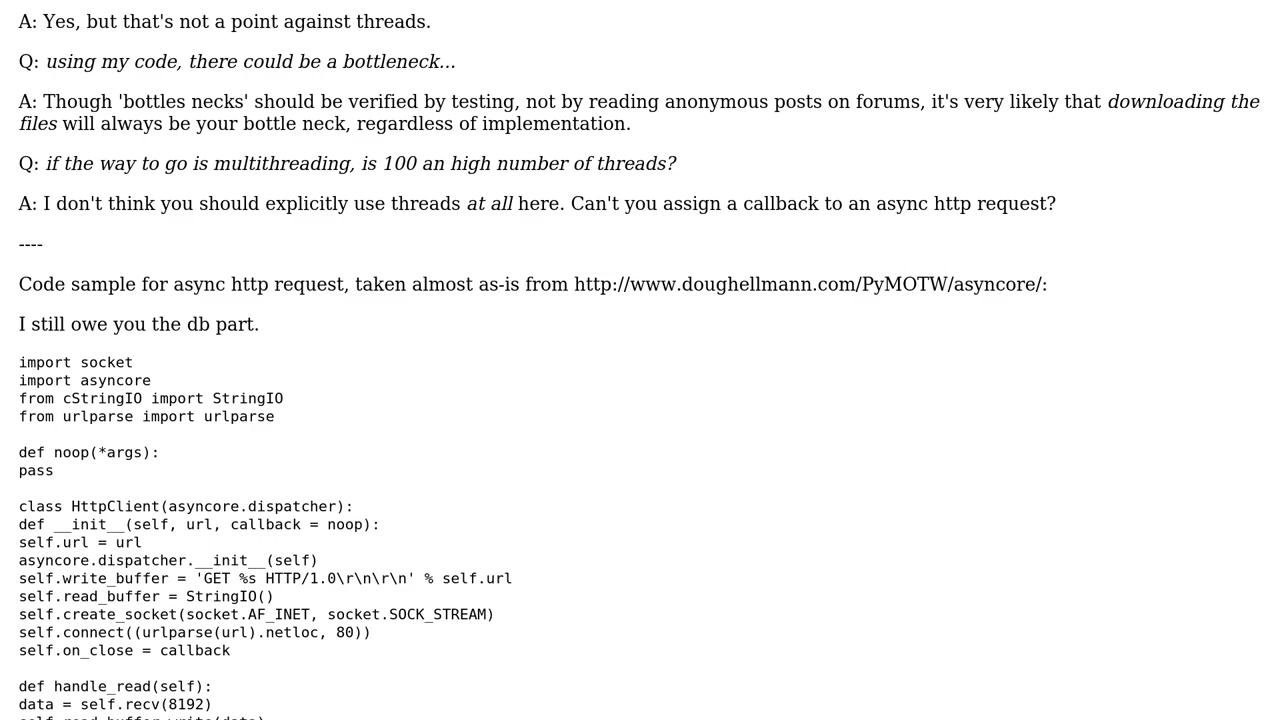 A: Yes, but that's not a point against threads.
Q: using my code, there could be a bottleneck...
A: Though 'bottles necks' should be verified by testing, not by reading anonymous posts on forums, it's very likely that downloading the
files will always be your bottle neck, regardless of implementation.
Q: if the way to go is multithreading, is 100 an high number of threads?
A: I don't think you should explicitly use threads at all here. Can't you assign a callback to an async http request?
----
Code sample for async http request, taken almost as-is from http://www.doughellmann.com/PyMOTW/asyncore/:
I still owe you the db part.
import socket
import asyncore
from cStringIO import StringIO
from urlparse import urlparse
def noop(*args):
pass
class HttpClient(asyncore.dispatcher):
def __init__(self, url, callback = noop):
self.url = url
asyncore.dispatcher.__init__(self)
self.write_buffer = 'GET %s HTTP/1.0\r\n\r\n' % self.url
self.read_buffer = StringIO()
self.create_socket(socket.AF_INET, socket.SOCK_STREAM)
self.connect((urlparse(url).netloc, 80))
self.on_close = callback
def handle_read(self):
data = self.recv(8192)
self.read_buffer.write(data)